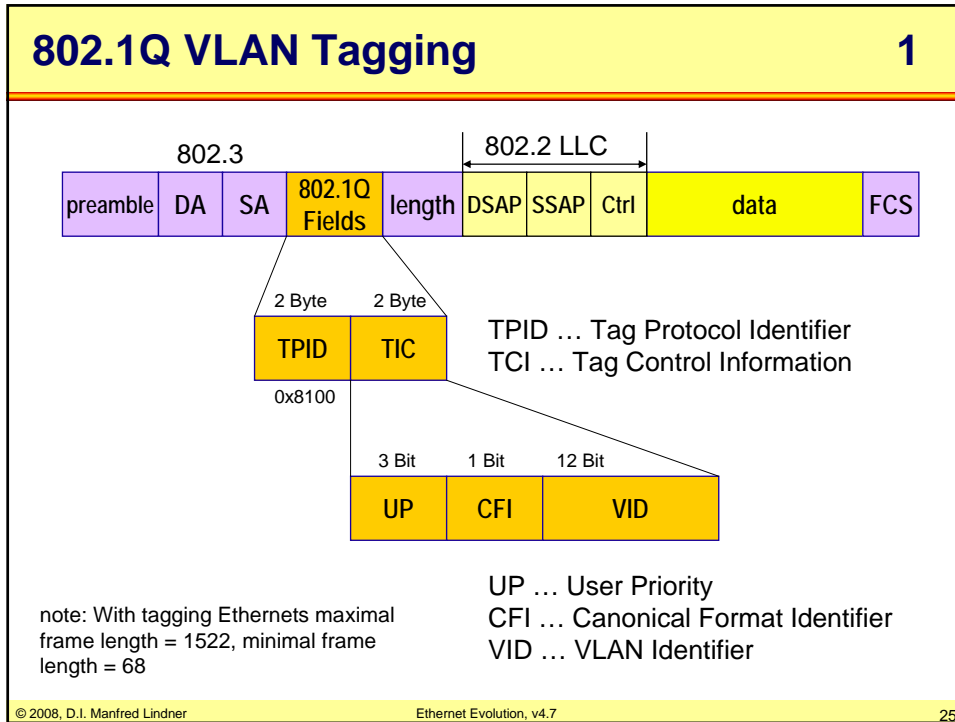 802.1Q VLAN Tagging 1
802.3
802.2 LLC
preamble DA SA 802.1Q length DSAP SSAP Ctrl data FCS
Fields
2 Byte 2 Byte
TPID TIC
0x8100
TPID … Tag Protocol Identifier
TCI … Tag Control Information
3 Bit 1 Bit 12 Bit
UP CFI VID
note: With tagging Ethernets maximal
frame length = 1522, minimal frame
length = 68
UP … User Priority
CFI … Canonical Format Identifier
VID … VLAN Identifier
© 2008, D.I. Manfred Lindner Ethernet Evolution, v4.7 25